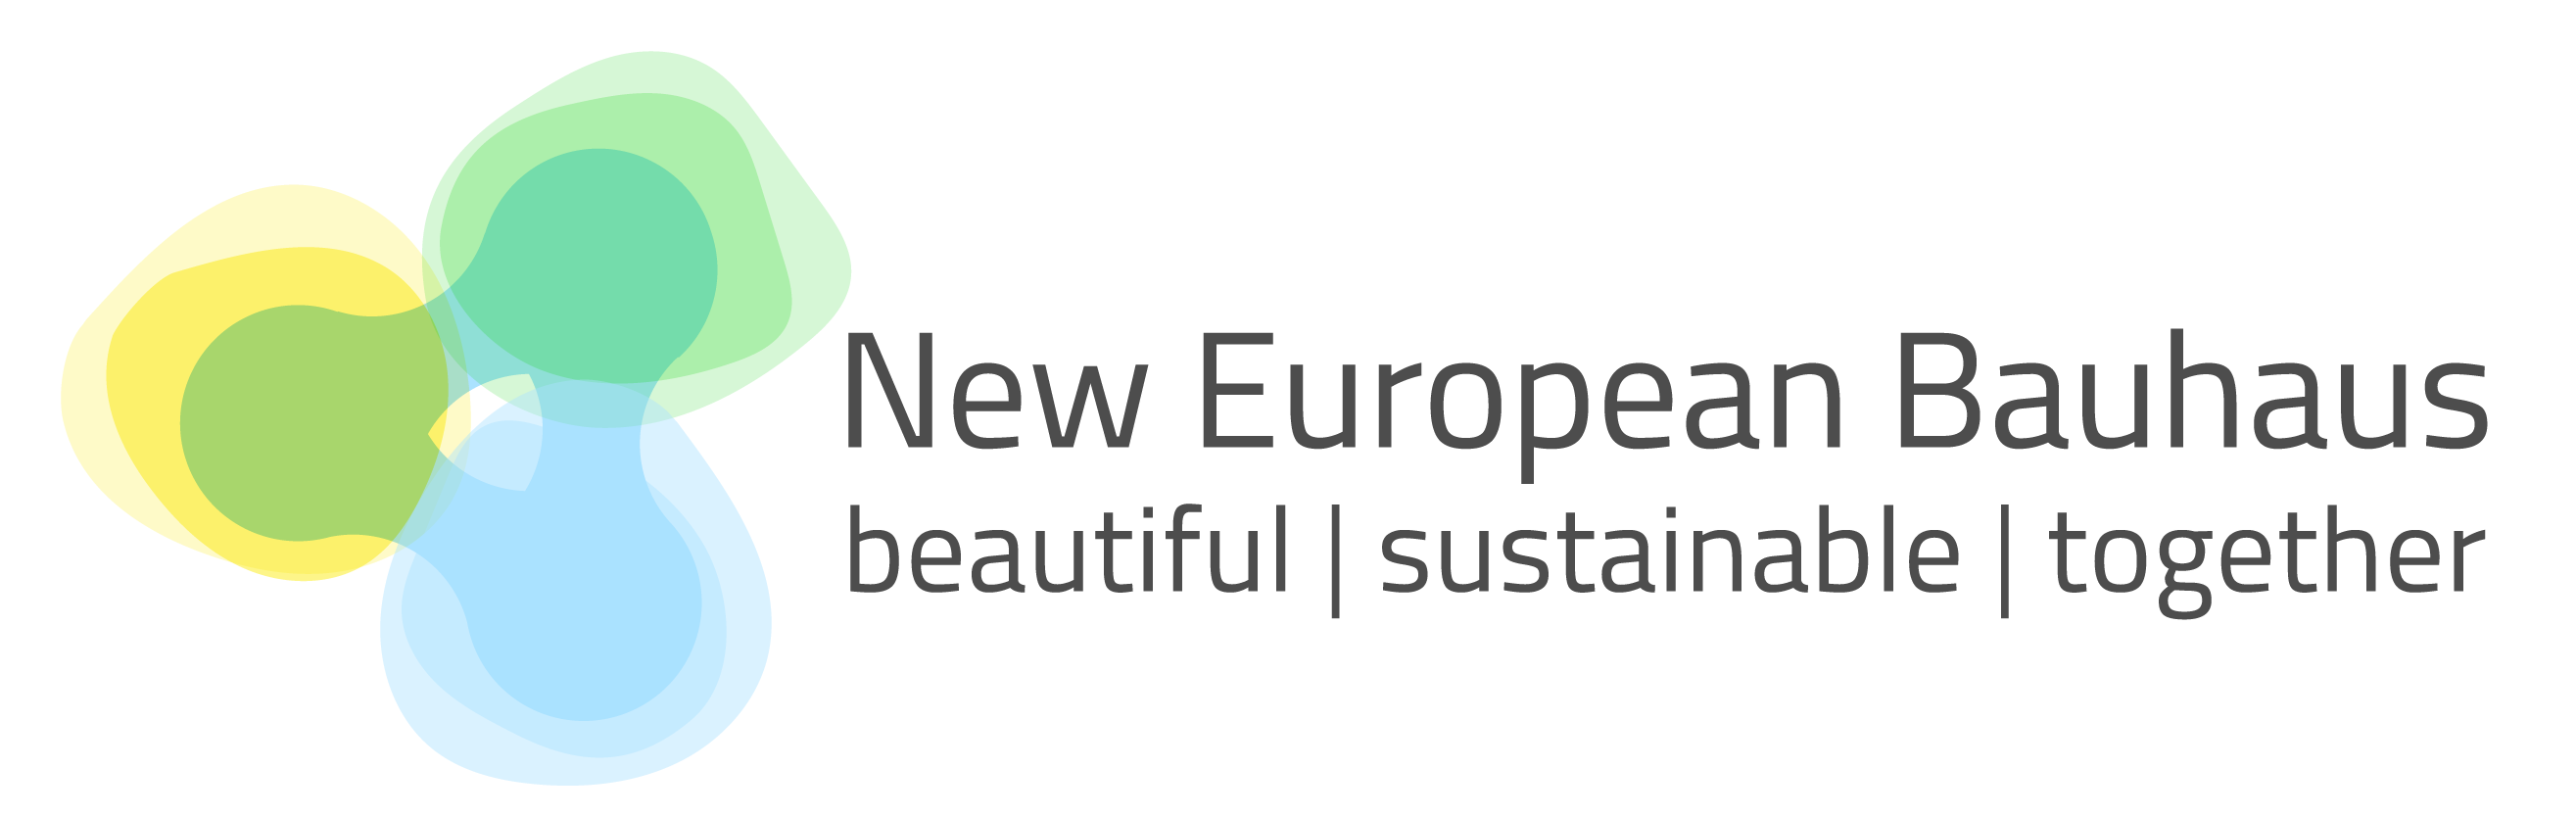 New European Bauhaus
beautiful | sustainable | together